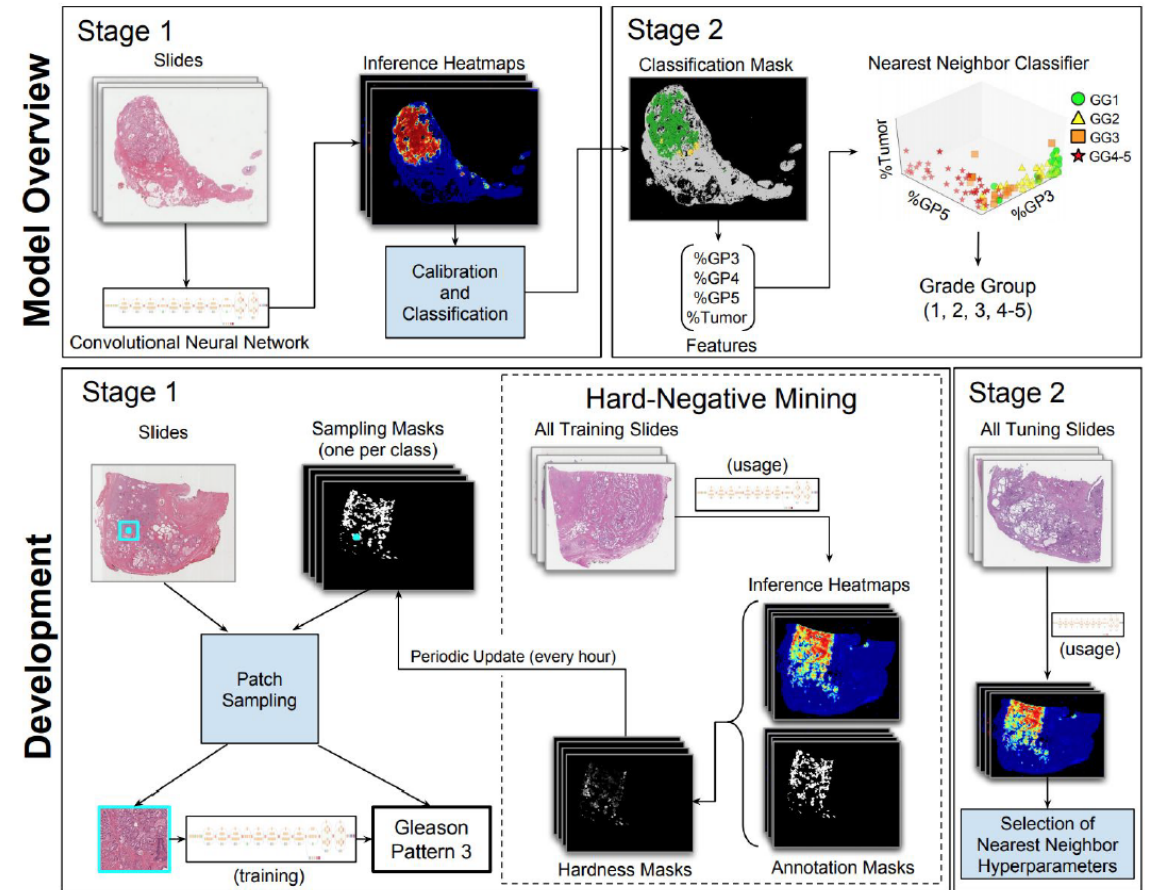 Model Overview
Stage 1
Slides
Convolutional Neural Network
Inference Heatmaps
Calibration
and
Classification
Stage 2
Classification Mask
%GP3
%GP4
%GP5
%Tumor
Features
Nearest Neighbor Classifier
%Tumor
%GP5
%GP3
GG1
GG2
GG3
GG4-5
Grade Group
(1, 2, 3, 4-5)
Development
Stage 1
Slides
Sampling Masks
(one per class)
Patch
Sampling
(training)
Gleason
Pattern 3
Hard-Negative Mining
All Training Slides
(usage)
Inference Heatmaps
Periodic Update (every hour)
Hardness Masks
Annotation Masks
Stage 2
All Tuning Slides
(usage)
Selection of
Nearest Neighbor
Hyperparameters